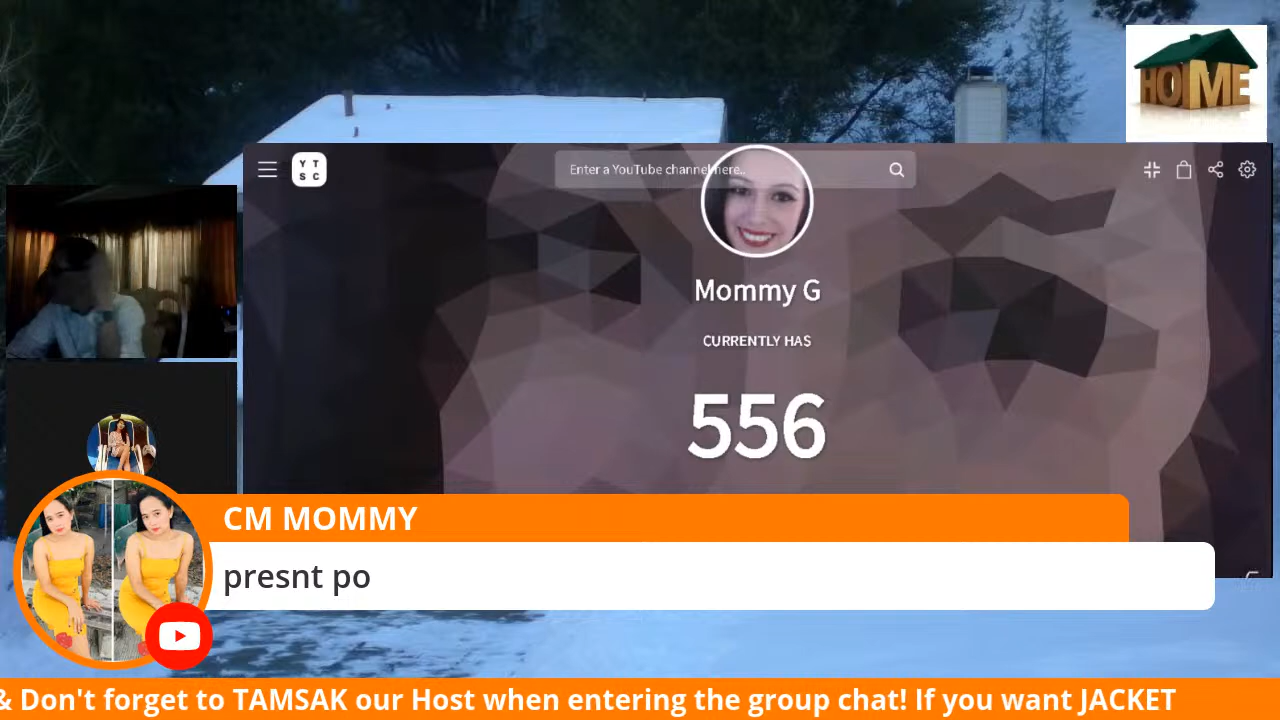 HOME
Y T
S C
Enter a YouTube channel here..
Mommy G
CURRENTLY HAS
556
CM MOMMY
presnt po
& Don't forget to TAMSAK our Host when entering the group chat! If you want JACKET